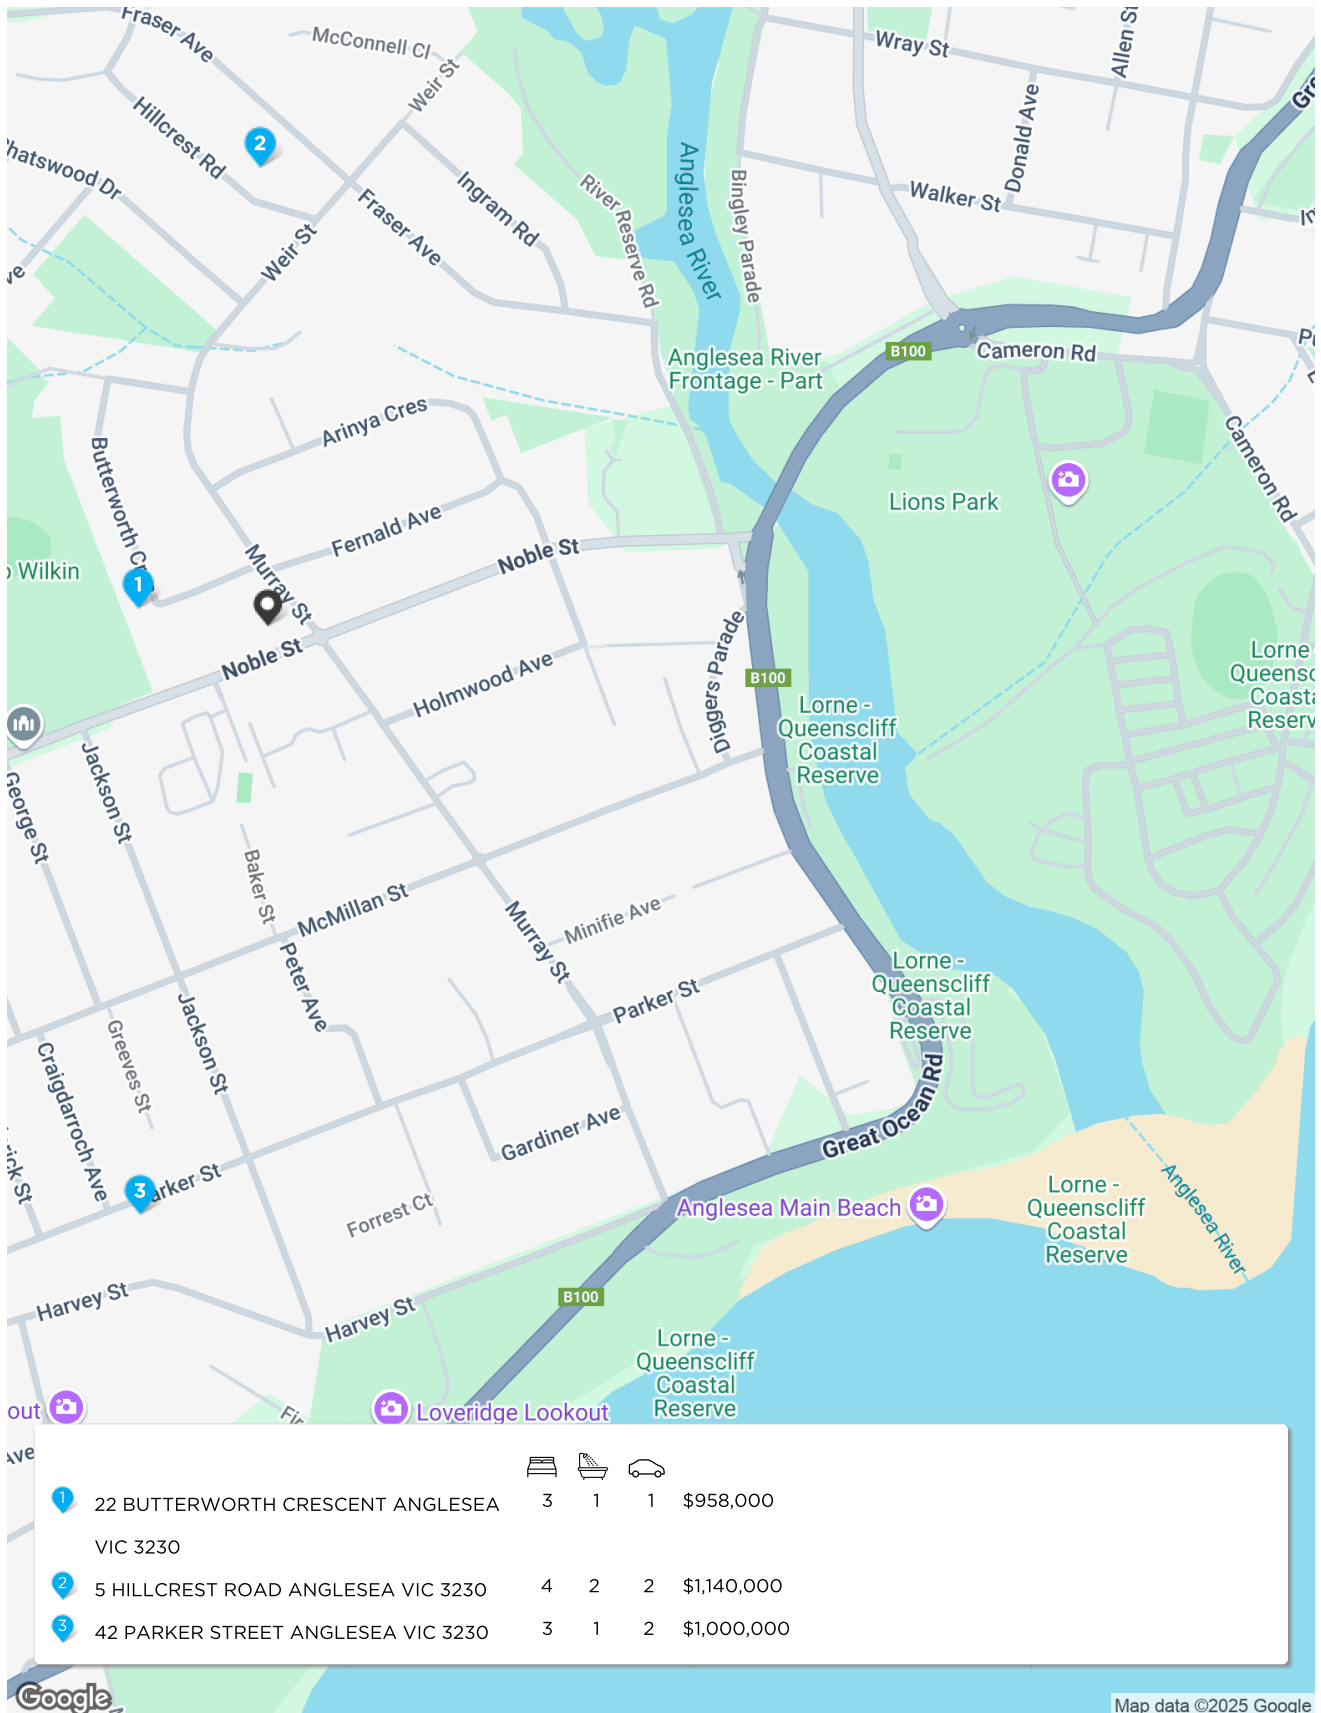 Fraser Ave
McConnell Cl
Weir St
Wray St
Allen St
Hillcrest Rd
2
Donald Ave
Chatswood Dr
Ingram Rd
River Reserve Rd
Anglesea River
Bingley Parade
Walker St
Fraser Ave
Weir St
B100
Cameron Rd
Anglesea River
Frontage - Part
Arinya Cres
Butterworth Cres
Cameron Rd
Lions Park
Fernald Ave
Noble St
Murray St
o Wilkin
1
Noble St
Holmwood Ave
Diggers Parade
B100
Lorne
Queensc
Coasta
Reserv
Lorne -
Queenscliff
Coastal
Reserve
Jackson St
George St
Baker St
McMillan St
Murray St
Minifie Ave
Peter Ave
Parker St
Lorne -
Queenscliff
Coastal
Reserve
Jackson St
Greeves St
Craigdarroch Ave
Great Ocean Rd
Gardiner Ave
rick St
3
arker St
Forrest Ct
Anglesea Main Beach
Lorne -
Queenscliff
Coastal
Reserve
Anglesea River
Harvey St
B100
Harvey St
Lorne -
Queenscliff
Coastal
Reserve
out
Loveridge Lookout
Ave
1 22 BUTTERWORTH CRESCENT ANGLESEA 3 1 1 $958,000
VIC 3230
2 5 HILLCREST ROAD ANGLESEA VIC 3230 4 2 2 $1,140,000
3 42 PARKER STREET ANGLESEA VIC 3230 3 1 2 $1,000,000
Google
Map data ©2025 Google